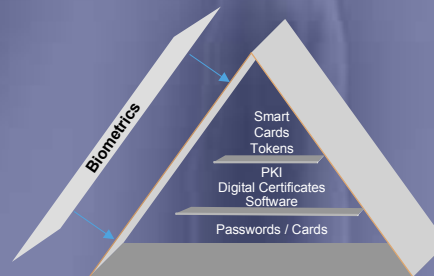 Biometrics
Smart
Cards
Tokens
PKI
Digital Certificates
Software
Passwords / Cards